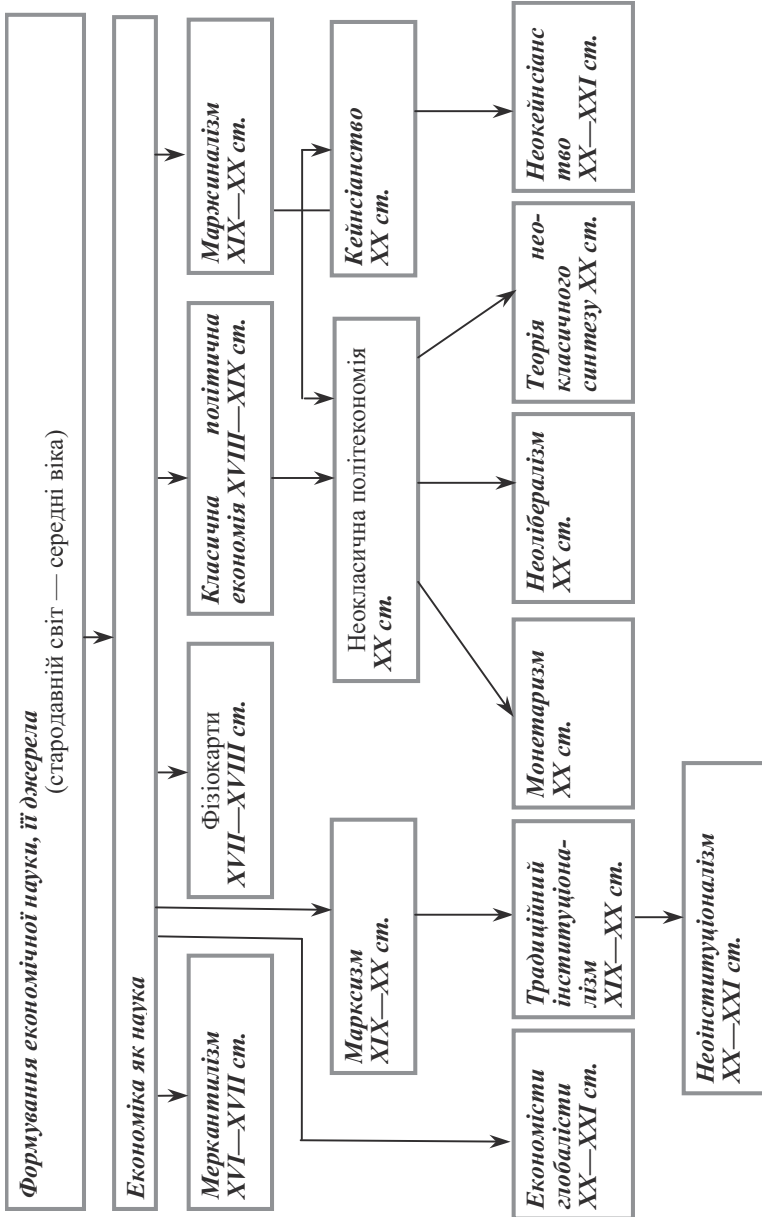 Формування економічної науки, її джерела
(стародавній світ — середні віка)
Економіка як наука
Меркантилізм
XVI—XVII ст.
Фізіокарти
XVII—XVIII ст.
Класична політична
економія XVIII—XIX ст.
Маржиналізм
XIX—XX ст.
Марксизм
XIX—XX ст.
Неокласична політекономія
XX ст.
Кейнсіанство
XX ст.
Економісти
глобалісти
XX—XXI ст.
Традиційний
інституціона-
лізм
XIX—XX ст.
Монетаризм
XX ст.
Неолібералізм
XX ст.
Теорія нео-
класичного
синтезу XX ст.
Неокейнсіанс
тво
XX—XXI ст.
Неоінституціоналізм
XX—XXI ст.